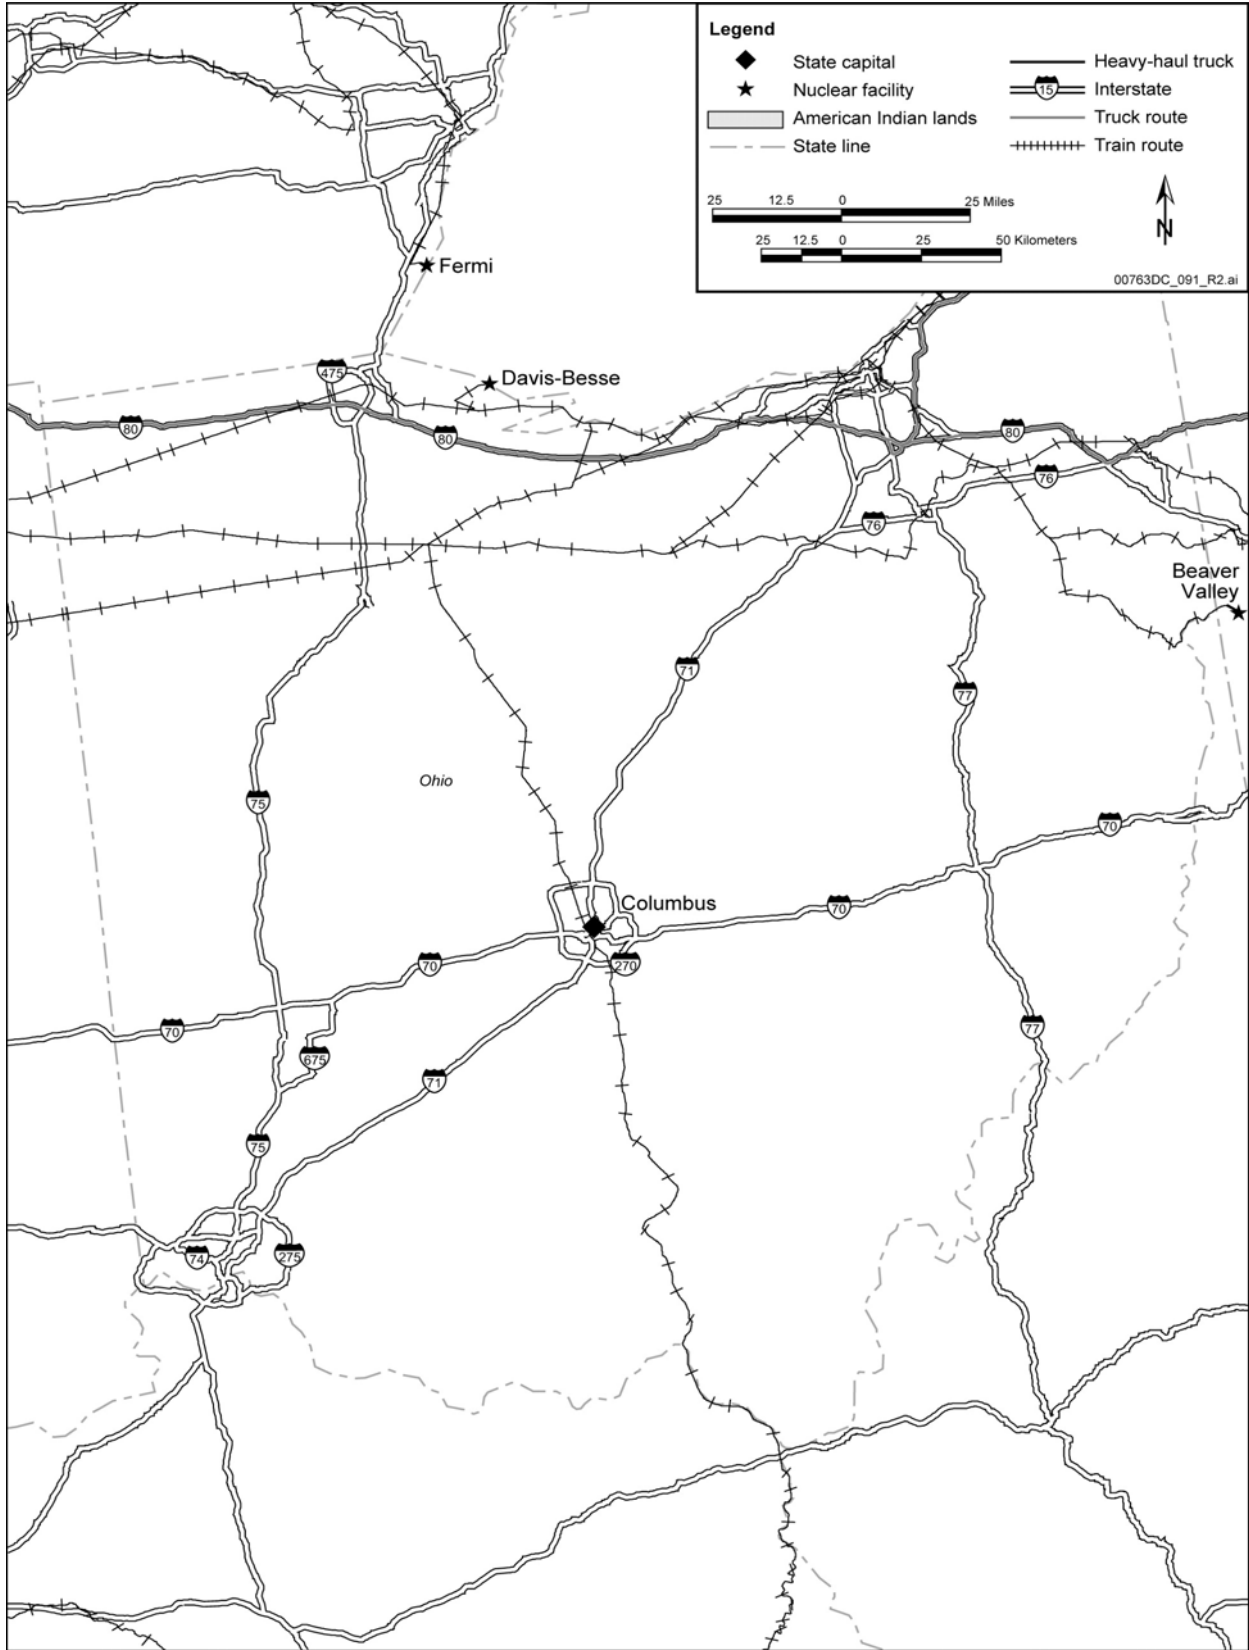 Legend
State capital
Nuclear facility
American Indian lands
State line
Heavy-haul truck
15 Interstate
Truck route
Train route
25 12.5 0 25 Miles
25 12.5 0 25 50 Kilometers
N
00763DC_091_R2.ai
Fermi
475
Davis-Besse
80
80
80
76
76
Beaver
Valley
71
77
Ohio
75
70
Columbus
70
70
270
70
77
675
71
75
74
275